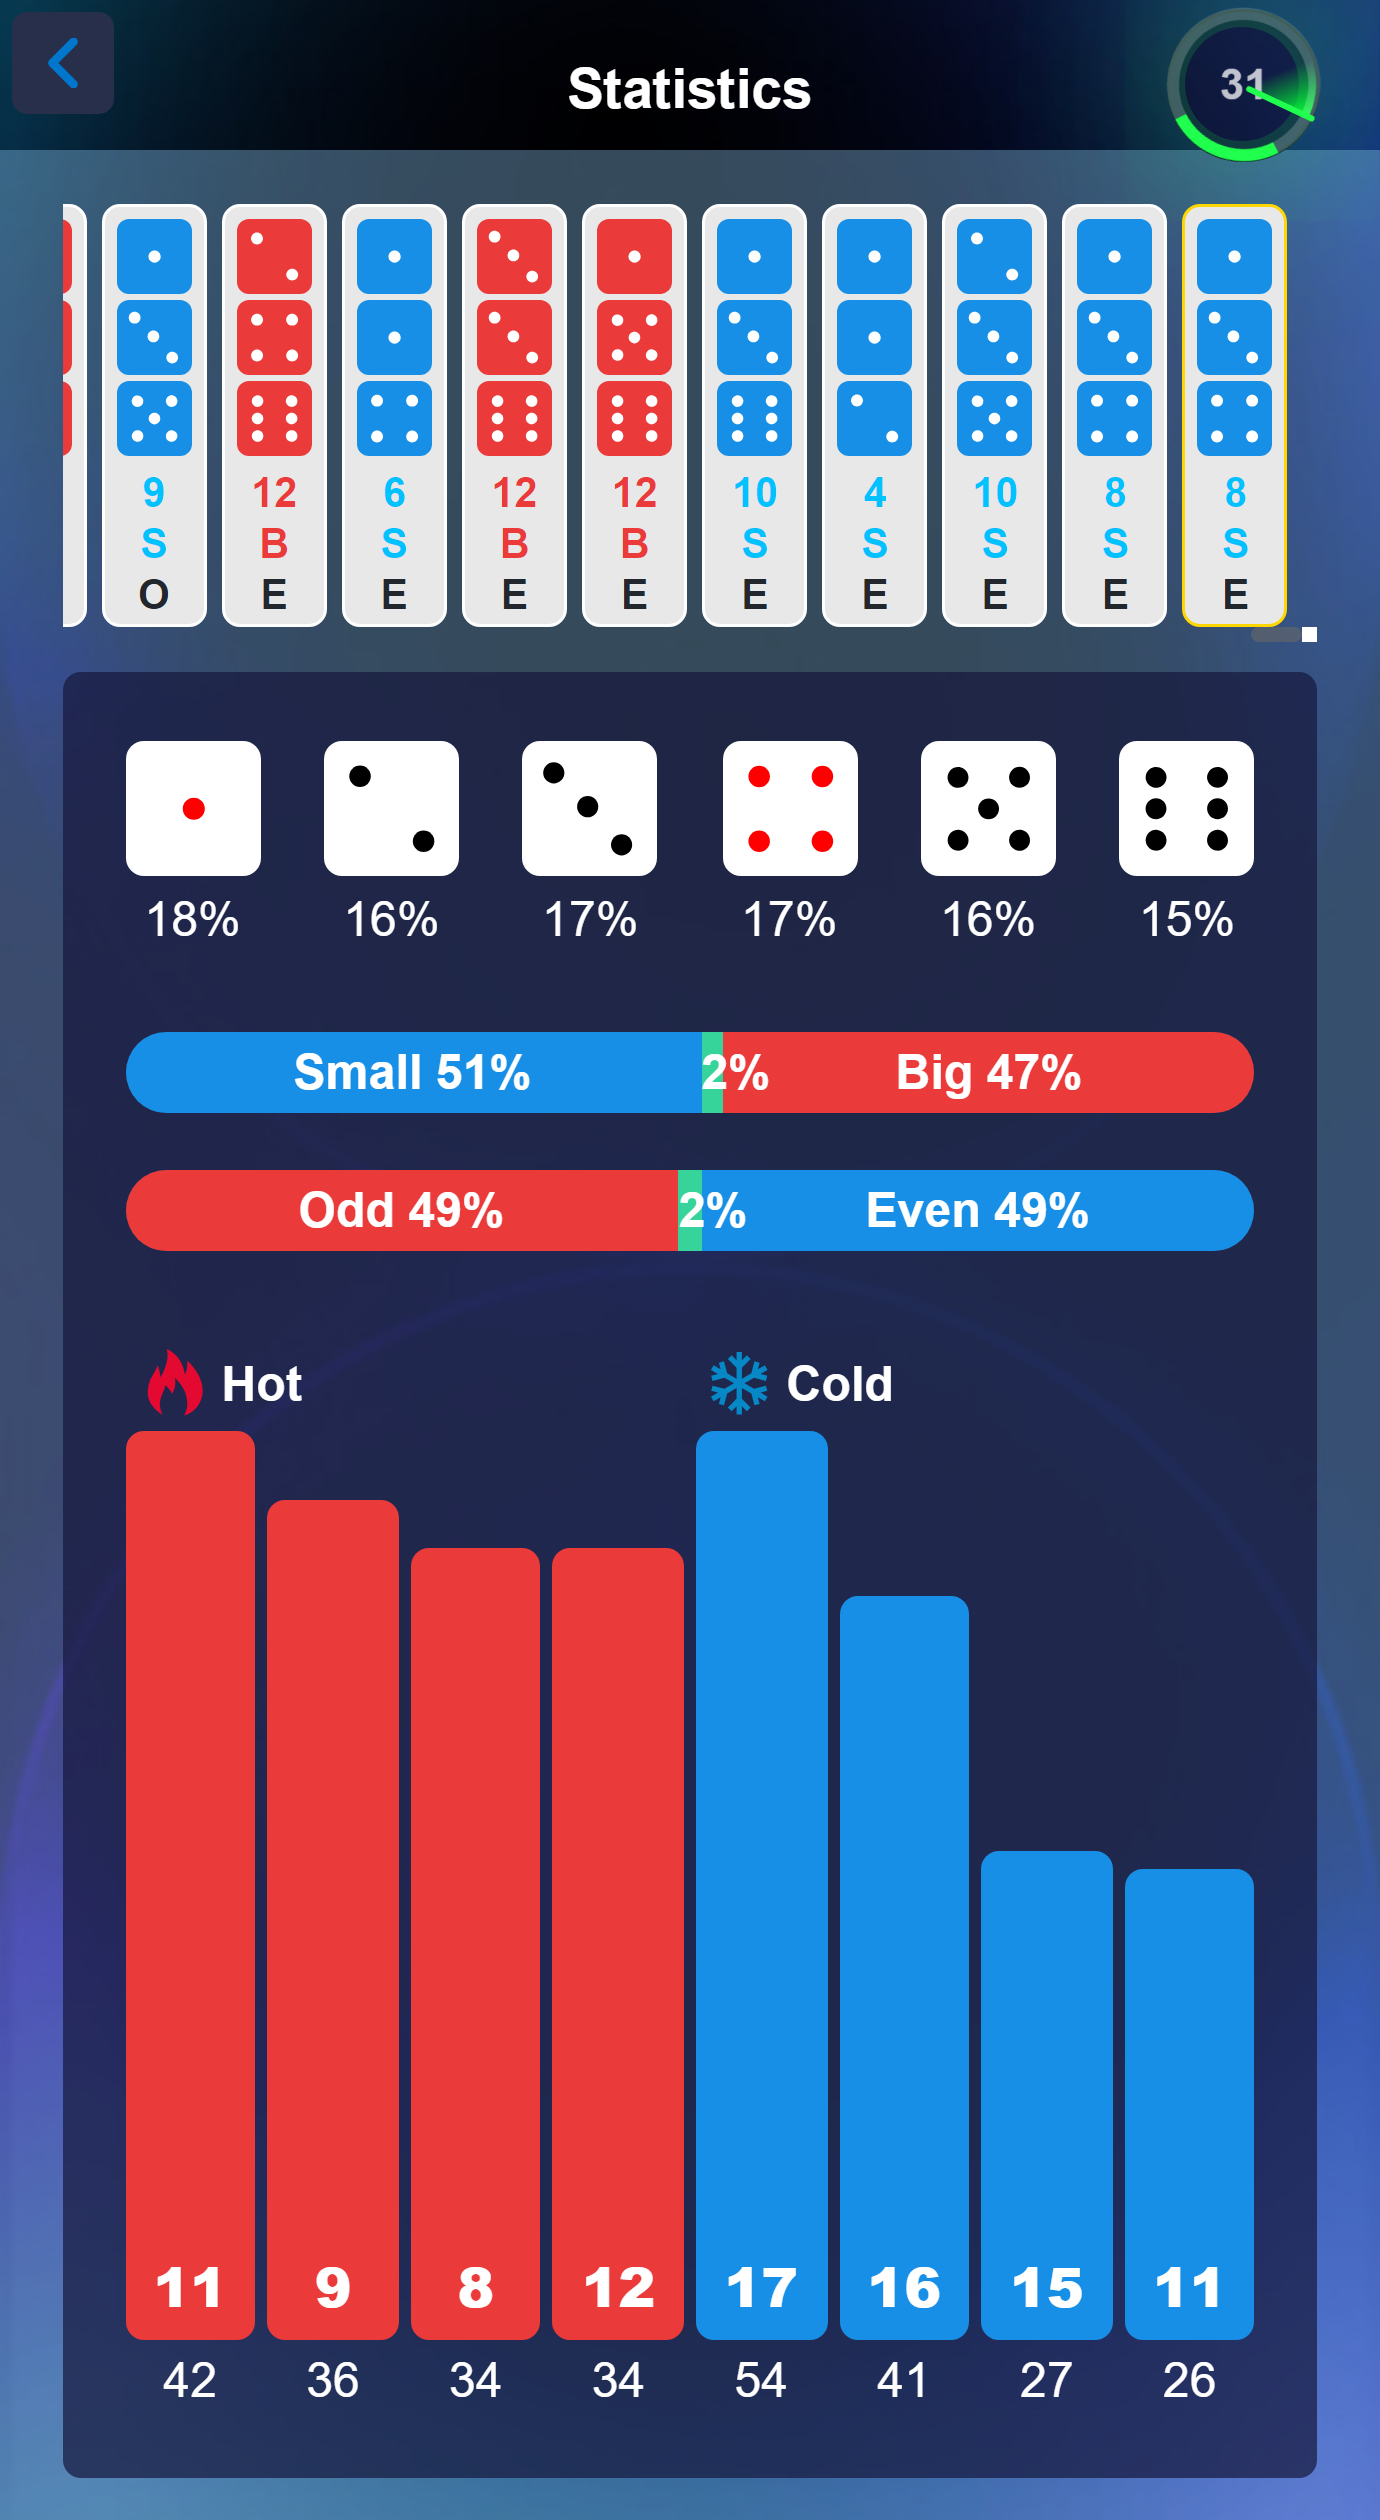 Statistics
31
9 12 6 12 12 10 4 10 8 8
S B S B B S S S S S
O E E E E E E E E E
18% 16% 17% 17% 16% 15%
Small 51% 2% Big 47%
Odd 49% 2% Even 49%
Hot Cold
11 9 8 12 17 16 15 11
42 36 34 34 54 41 27 26